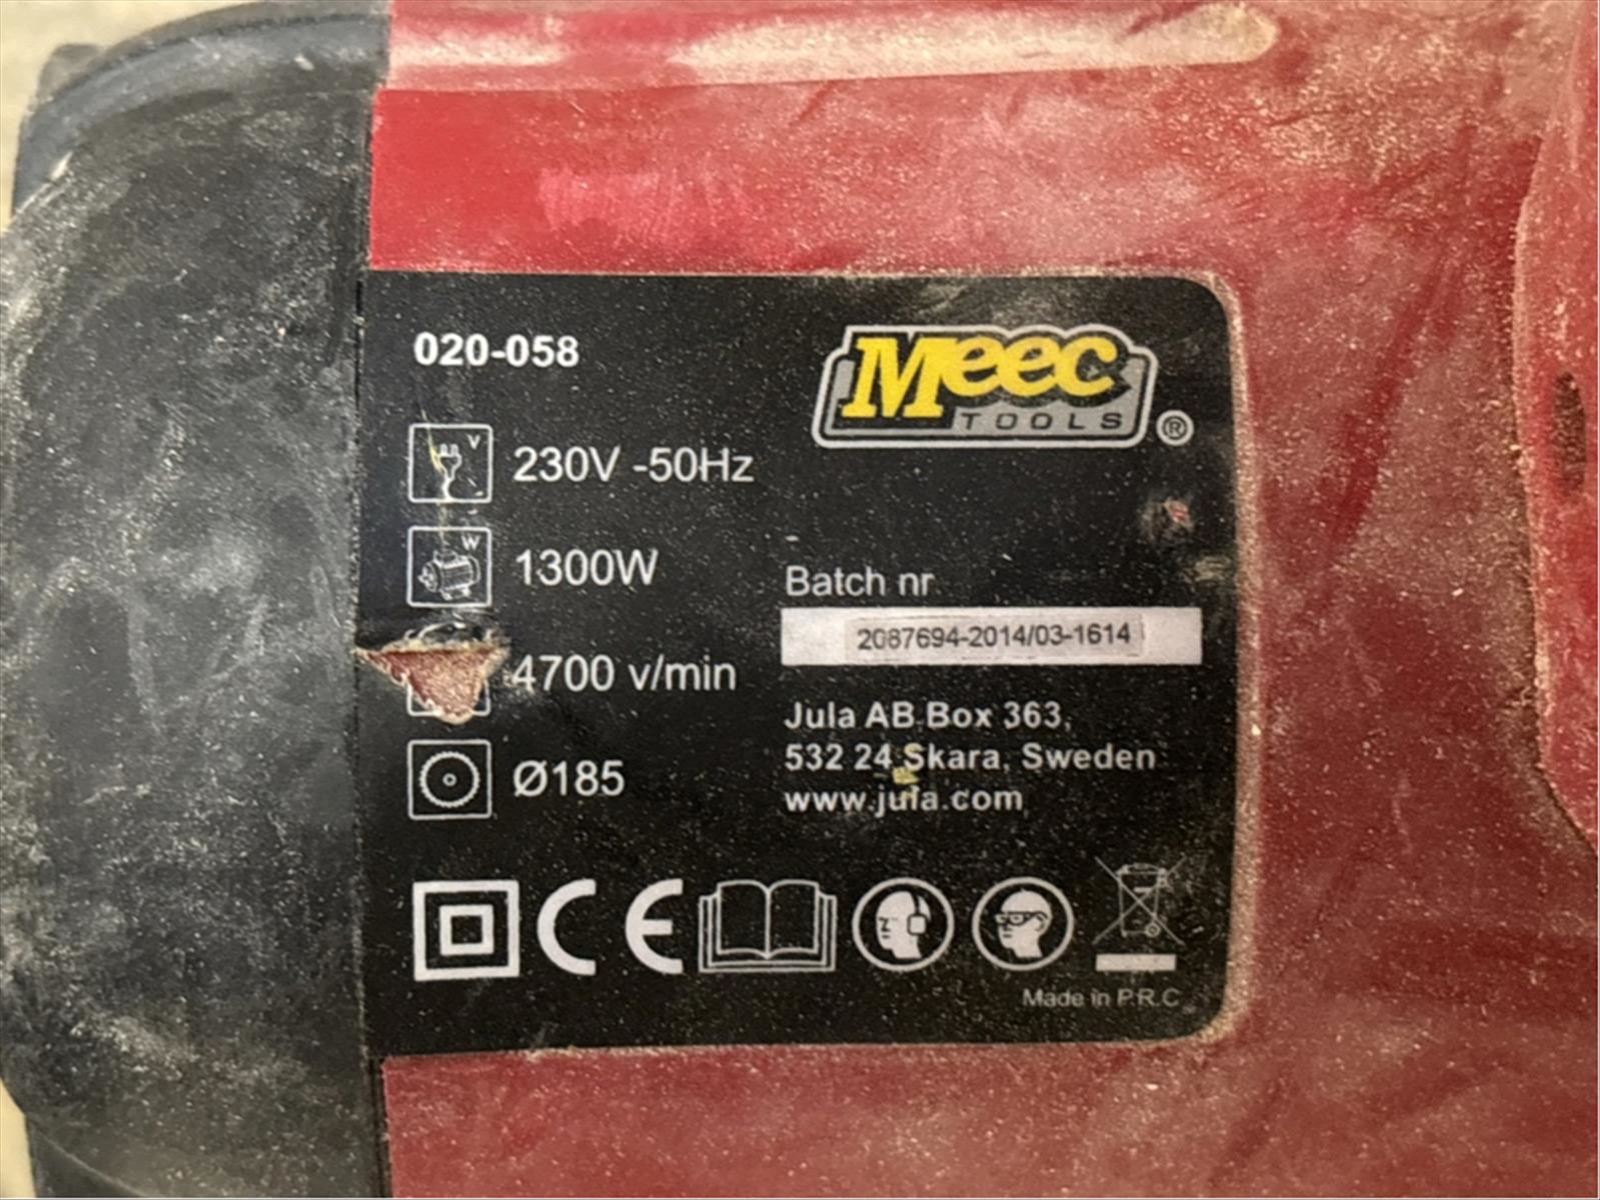 020-058
Meec
TOOLS
®
V
230V -50Hz
W
1300W
4700 v/min
Ø185
Batch nr
2087694-2014/03-1614
Jula AB Box 363,
532 24 Skara, Sweden
www.jula.com
CE
Made in P.R.C